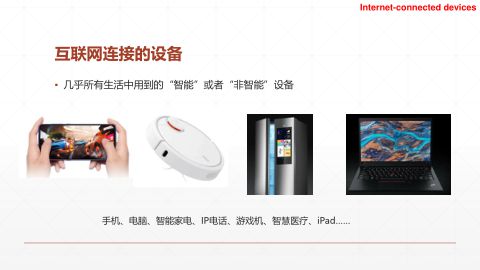 Internet-connected devices
互联网连接的设备
几乎所有生活中用到的“智能”或者“非智能”设备
手机、电脑、智能家电、IP电话、游戏机、智慧医疗、iPad......